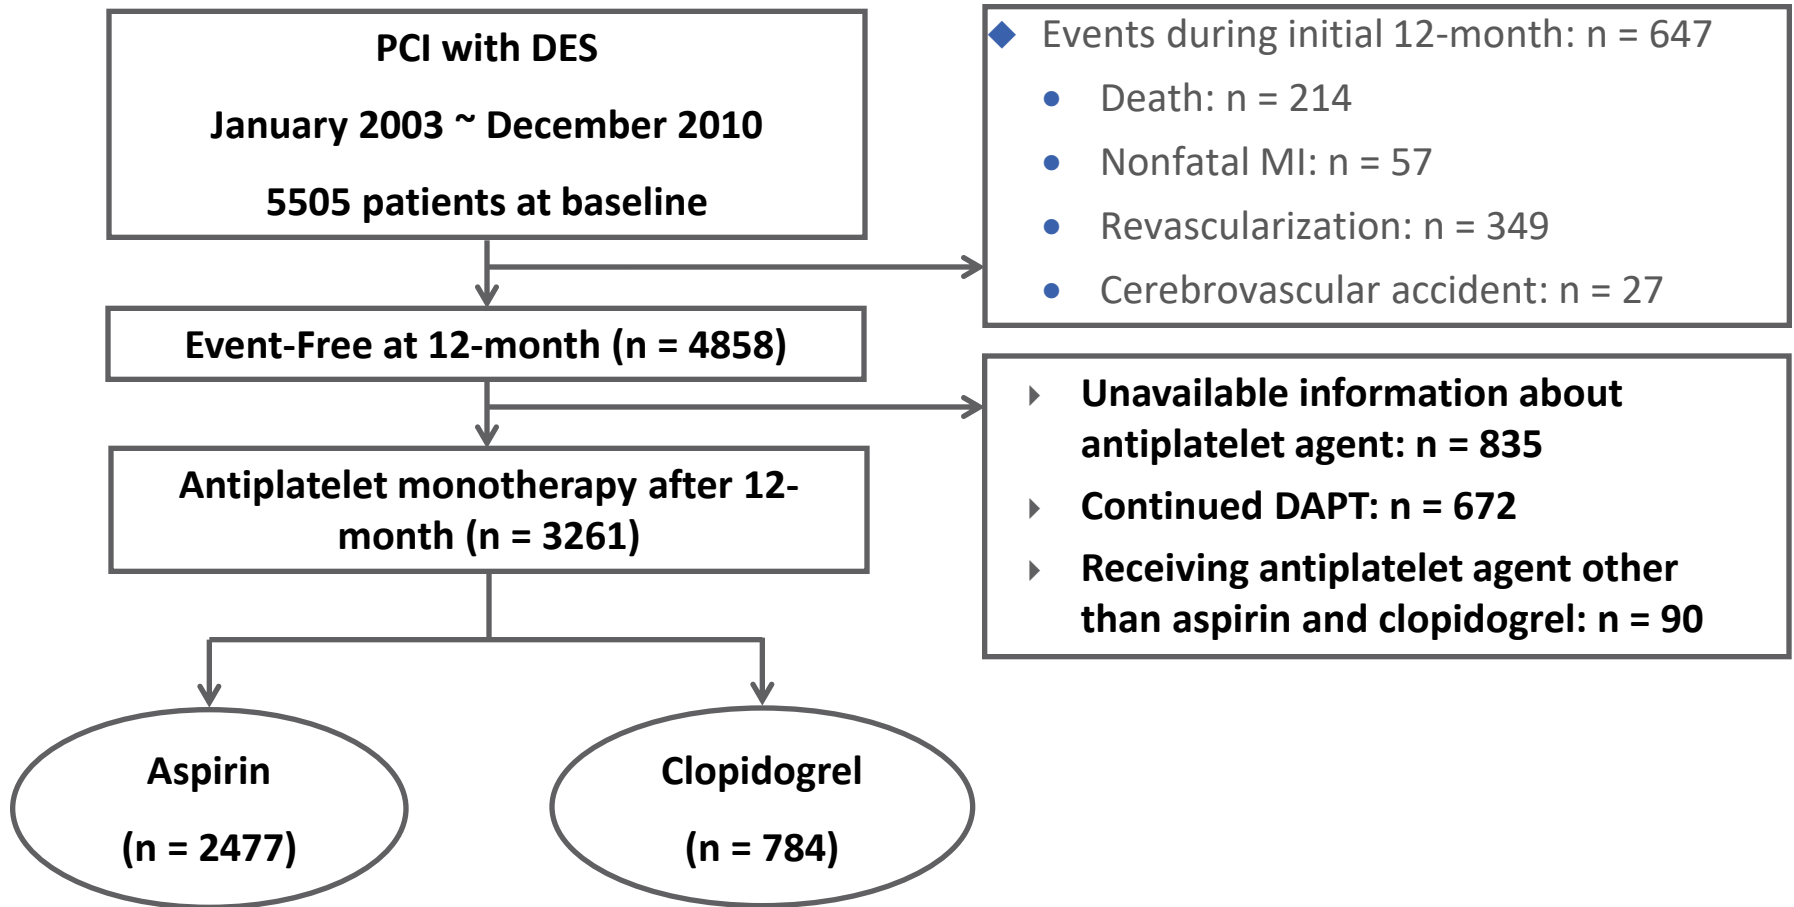 PCI with DES
January 2003 ~ December 2010
5505 patients at baseline
Events during initial 12-month: n = 647
Death: n = 214
Nonfatal MI: n = 57
Revascularization: n = 349
Cerebrovascular accident: n = 27
Event-Free at 12-month (n = 4858)
Unavailable information about
antiplatelet agent: n = 835
Continued DAPT: n = 672
Receiving antiplatelet agent other
than aspirin and clopidogrel: n = 90
Antiplatelet monotherapy after 12-
month (n = 3261)
Aspirin
(n = 2477)
Clopidogrel
(n = 784)